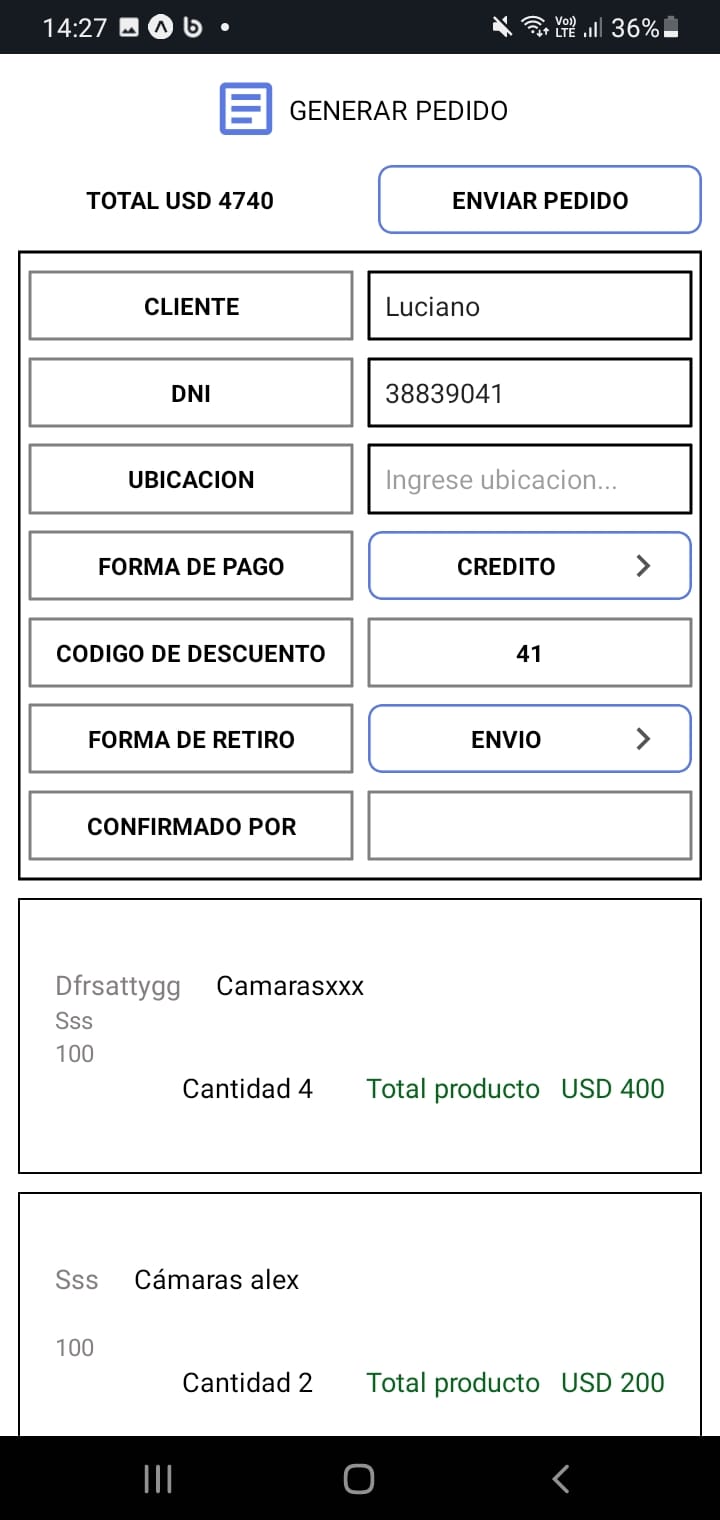 14:27 Vo)) LTE 36%
GENERAR PEDIDO
TOTAL USD 4740 ENVIAR PEDIDO
CLIENTE Luciano
DNI 38839041
UBICACION Ingrese ubicacion...
FORMA DE PAGO CREDITO
CODIGO DE DESCUENTO 41
FORMA DE RETIRO ENVIO
CONFIRMADO POR
Dfrsattygg Camarasxxx
Sss
100
Cantidad 4 Total producto USD 400
Sss Cámaras alex
100
Cantidad 2 Total producto USD 200